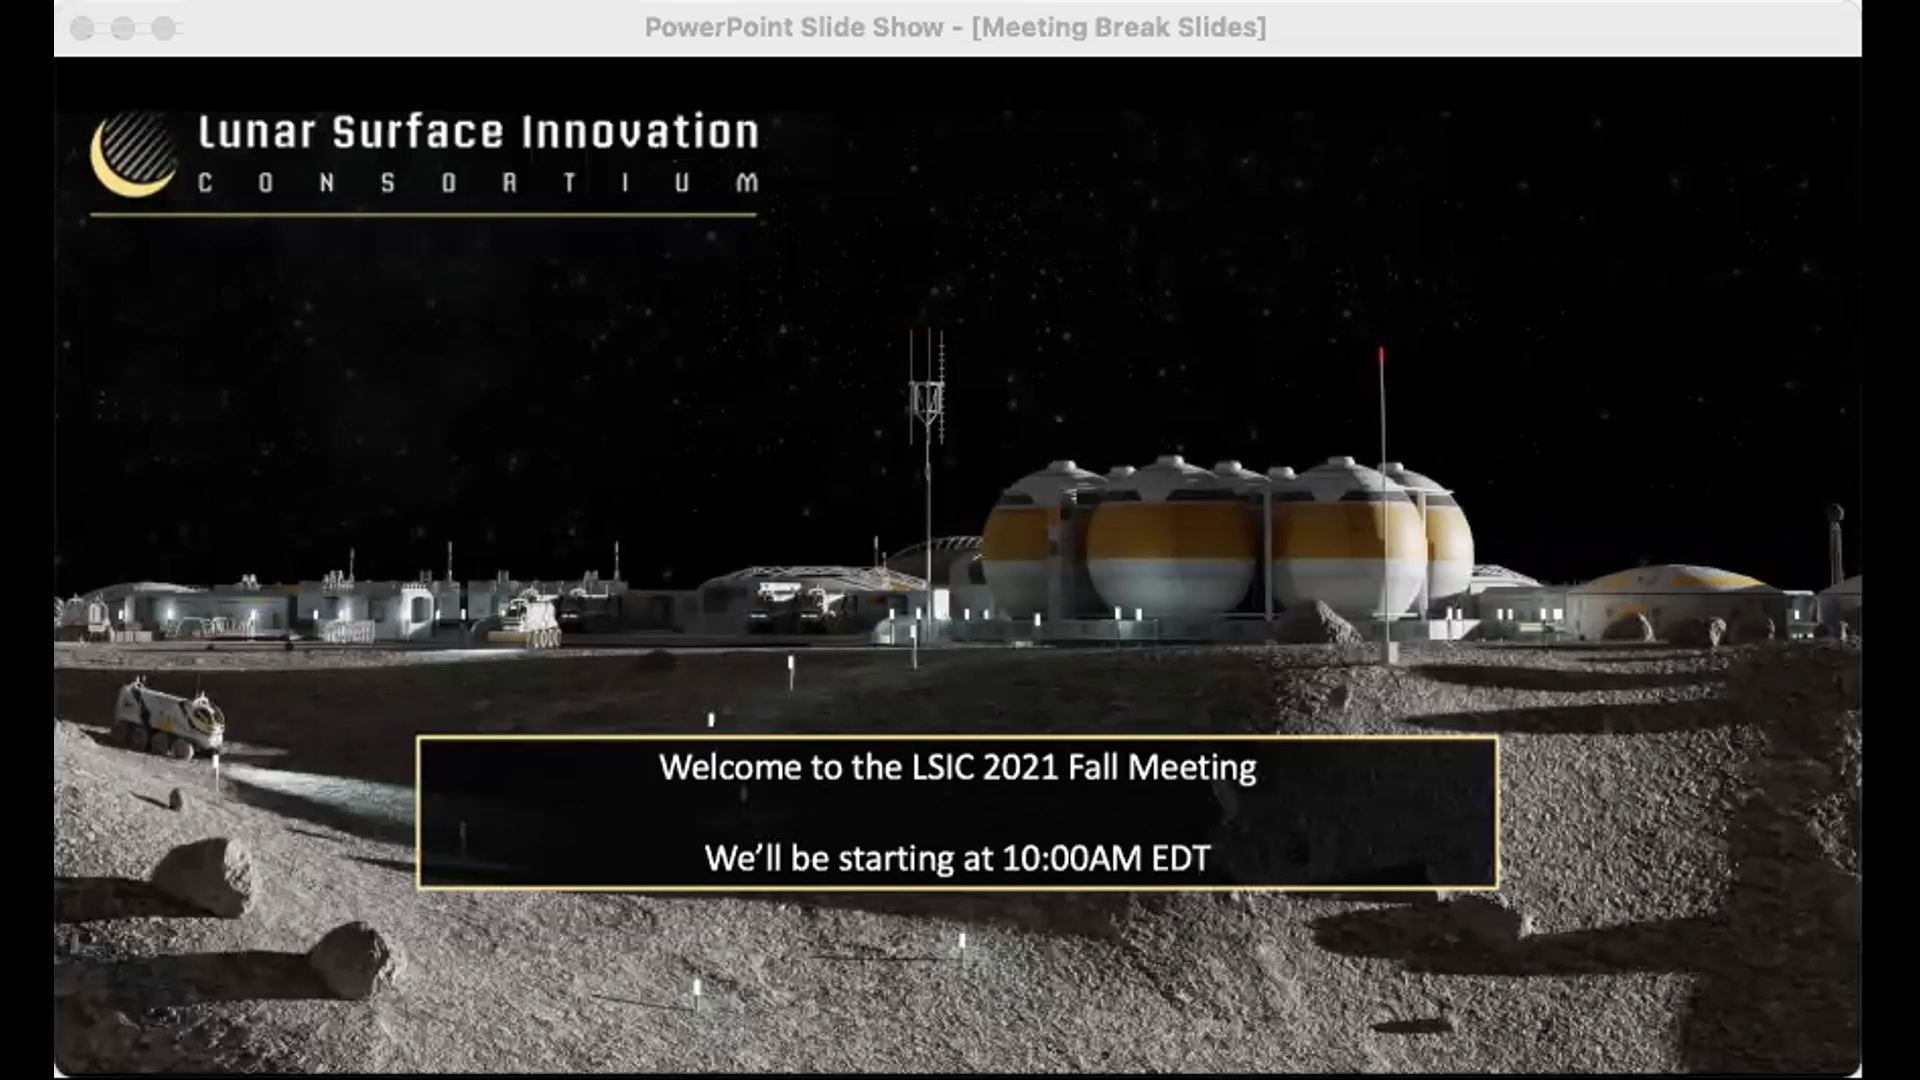 PowerPoint Slide Show - [Meeting Break Slides]
Lunar Surface Innovation
CONSORTIUM
Welcome to the LSIC 2021 Fall Meeting
We'll be starting at 10:00AM EDT